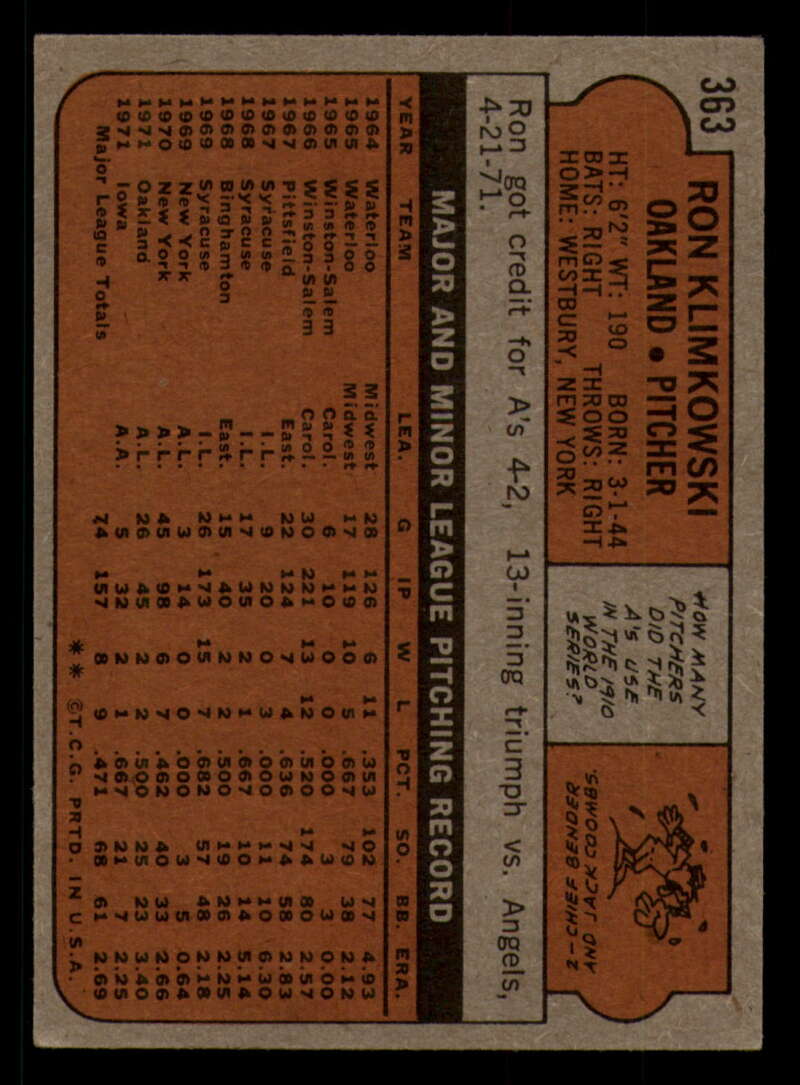 363
RON KLIMKOWSKI
OAKLAND • PITCHER
HT: 6'2" WT: 190 BORN: 3-1-44
BATS: RIGHT THROWS: RIGHT
HOME: WESTBURY, NEW YORK
HOW MANY
PITCHERS
DID THE
A's USE
IN THE 1910
WORLD
SERIES?
2-CHIEF BENDER
AND JACK COOMBS.
Ron got credit for A's 4-2, 13-inning triumph vs. Angels,
4-21-71.
MAJOR AND MINOR LEAGUE PITCHING RECORD
YEAR TEAM LEA. G IP W L PCT. SO. BB. ERA.
1964 Waterloo Midwest 28 126 6 11 .353 102 77 4.93
1965 Waterloo Midwest 17 119 10 5 .667 79 38 2.12
1965 Winston-Salem Carol. 6 10 0 0 .000 3 3 0.00
1966 Winston-Salem Carol. 30 221 13 12 .520 174 80 2.57
1967 Pittsfield East. 22 124 7 4 .636 74 58 2.83
1967 Syracuse I.L. 9 20 0 3 .000 11 10 6.30
1968 Syracuse I.L. 17 35 2 1 .667 10 14 5.14
1968 Binghamton East. 15 40 2 2 .500 19 26 2.25
1969 Syracuse I.L. 26 173 15 7 .682 57 48 2.18
1969 New York A.L. 3 14 0 0 .000 3 5 0.64
1970 New York A.L. 45 98 6 7 .462 40 33 2.66
1971 Oakland A.L. 26 45 2 2 .500 25 23 3.40
1971 Iowa A.A. 5 32 2 1 .667 21 7 2.25
Major League Totals 74 157 8 9 .471 68 61 2.69
** ©T.C.G. PRTD. IN U.S.A.